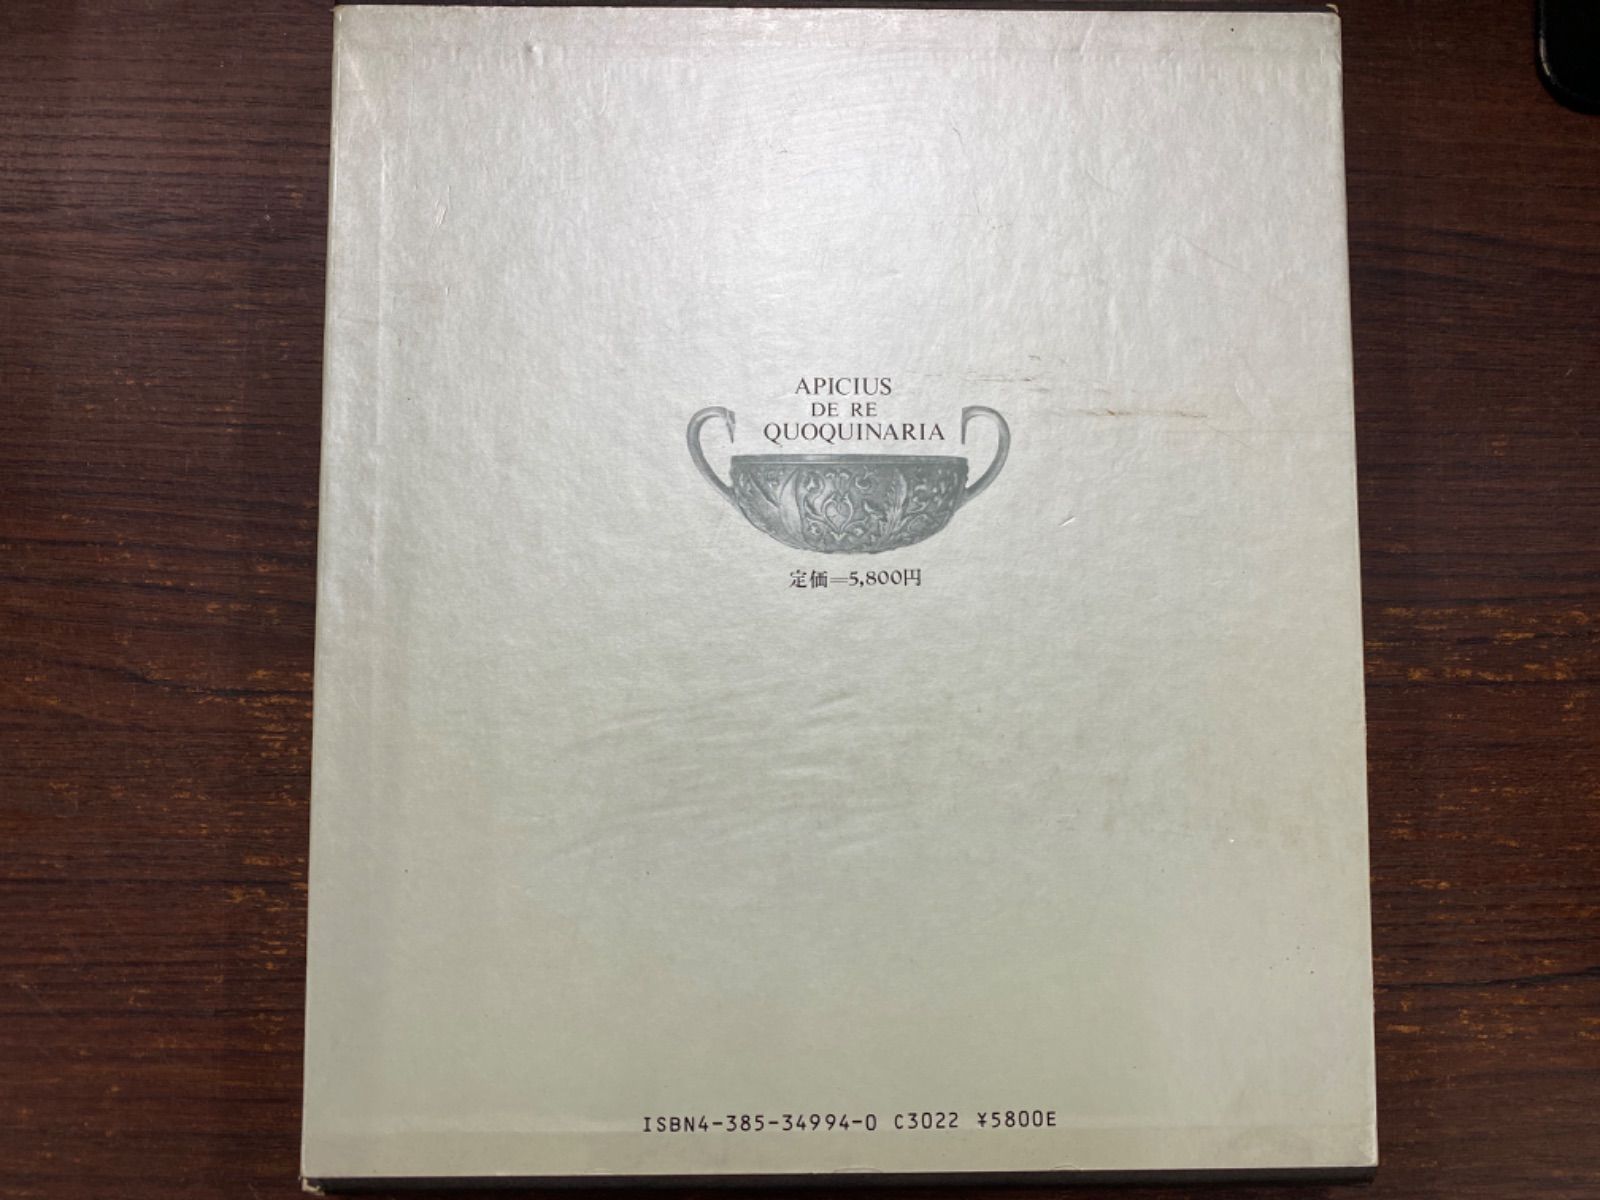 APICIUS
DE RE
QUOQUINARIA
定価=5,800円
ISBN4-385-34994-0 C3022 ¥5800E